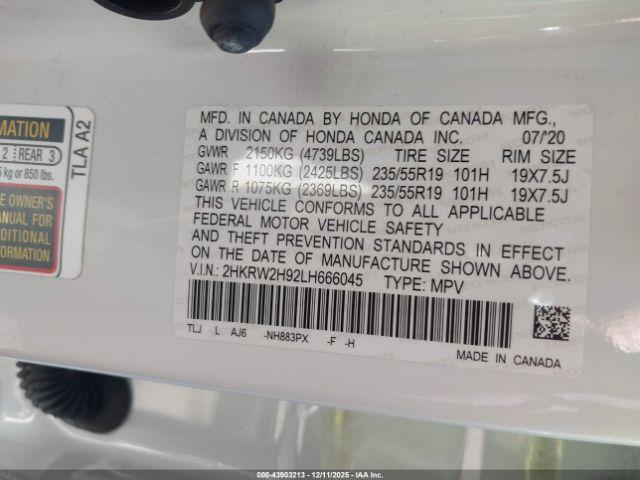 MATION
2 REAR 3
kg or 850 lbs.
E OWNER'S
MANUAL FOR
DDITIONAL
ORMATION
TLA A2
MFD. IN CANADA BY HONDA OF CANADA MFG.,
A DIVISION OF HONDA CANADA INC. 07/'20
GVWR 2150KG (4739LBS) TIRE SIZE RIM SIZE
GAWR F 1100KG (2425LBS) 235/55R19 101H 19X7.5J
GAWR R 1075KG (2369LBS) 235/55R19 101H 19X7.5J
THIS VEHICLE CONFORMS TO ALL APPLICABLE
FEDERAL MOTOR VEHICLE SAFETY
AND THEFT PREVENTION STANDARDS IN EFFECT
ON THE DATE OF MANUFACTURE SHOWN ABOVE.
V.I.N.: 2HKRW2H92LH666045 TYPE: MPV
TLJ L AJ6 -NH883PX -F -H
MADE IN CANADA
000-43903213 - 12/11/2025 - IAAI.COM